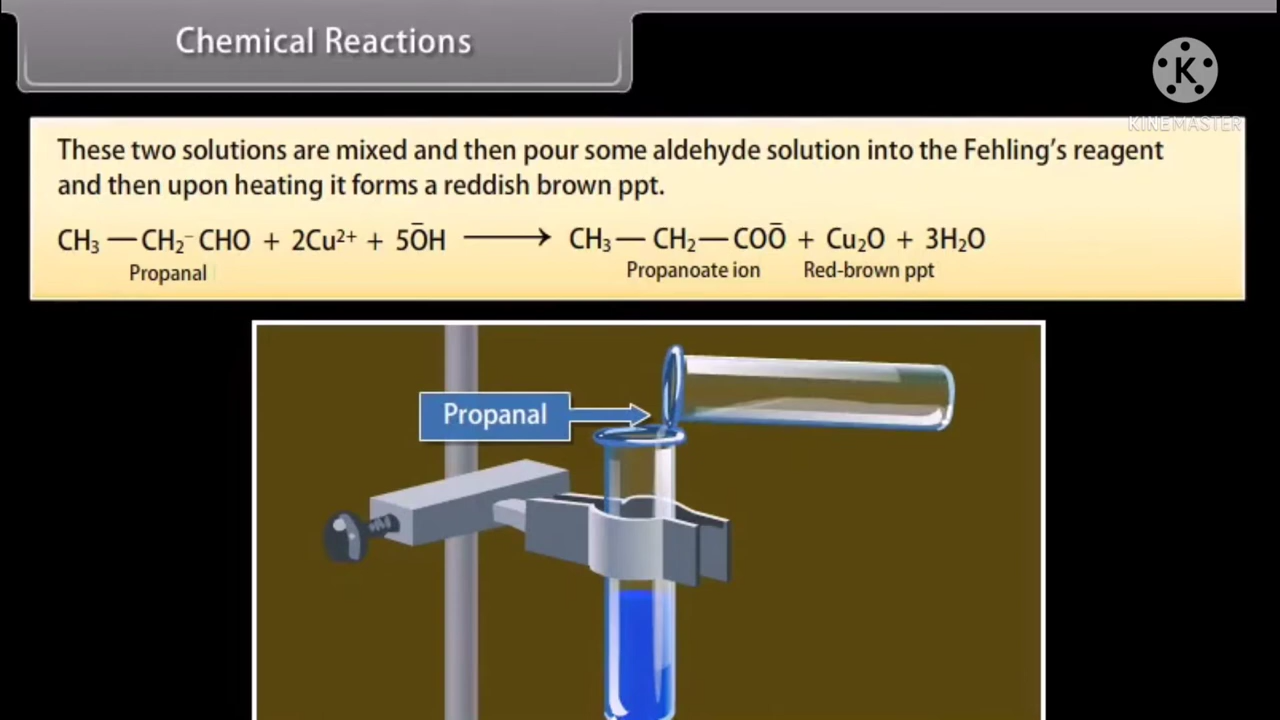 Chemical Reactions
K
KINEMASTER
These two solutions are mixed and then pour some aldehyde solution into the Fehling's reagent
and then upon heating it forms a reddish brown ppt.
CH₃ — CH₂⁻ CHO + 2Cu²⁺ + 5ŌH ⟶ CH₃ — CH₂ — COŌ + Cu₂O + 3H₂O
Propanal Propanoate ion Red-brown ppt
Propanal